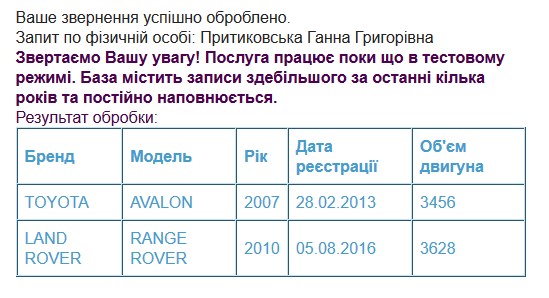 Ваше звернення успішно оброблено.
Запит по фізичній особі: Притиковська Ганна Григорівна
Звертаємо Вашу увагу! Послуга працює поки що в тестовому
режимі. База містить записи здебільшого за останні кілька
років та постійно наповнюється.
Результат обробки:
Бренд Модель Рік Дата реєстрації Об'єм двигуна
TOYOTA AVALON 2007 28.02.2013 3456
LAND ROVER RANGE ROVER 2010 05.08.2016 3628